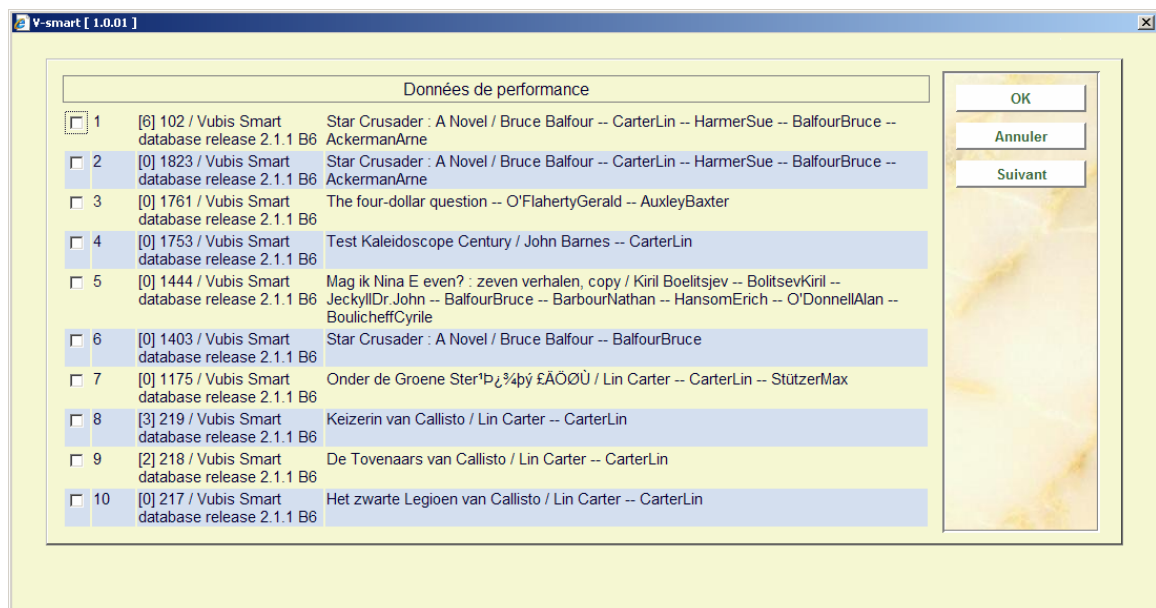 V-smart [ 1.0.01 ]
Données de performance
1 [6] 102 / Vubis Smart Star Crusader : A Novel / Bruce Balfour -- CarterLin -- HarmerSue -- BalfourBruce --
database release 2.1.1 B6 AckermanArne
2 [0] 1823 / Vubis Smart Star Crusader : A Novel / Bruce Balfour -- CarterLin -- HarmerSue -- BalfourBruce --
database release 2.1.1 B6 AckermanArne
3 [0] 1761 / Vubis Smart The four-dollar question -- O'FlahertyGerald -- AuxleyBaxter
database release 2.1.1 B6
4 [0] 1753 / Vubis Smart Test Kaleidoscope Century / John Barnes -- CarterLin
database release 2.1.1 B6
5 [0] 1444 / Vubis Smart Mag ik Nina E even? : zeven verhalen, copy / Kiril Boelitsjev -- BolitsevKiril --
database release 2.1.1 B6 JeckyllDr.John -- BalfourBruce -- BarbourNathan -- HansomErich -- O'DonnellAlan --
BoulicheffCyrile
6 [0] 1403 / Vubis Smart Star Crusader : A Novel / Bruce Balfour -- BalfourBruce
database release 2.1.1 B6
7 [0] 1175 / Vubis Smart Onder de Groene Ster¹Þ¿¾þý £ÄÖØÙ / Lin Carter -- CarterLin -- StützerMax
database release 2.1.1 B6
8 [3] 219 / Vubis Smart Keizerin van Callisto / Lin Carter -- CarterLin
database release 2.1.1 B6
9 [2] 218 / Vubis Smart De Tovenaars van Callisto / Lin Carter -- CarterLin
database release 2.1.1 B6
10 [0] 217 / Vubis Smart Het zwarte Legioen van Callisto / Lin Carter -- CarterLin
database release 2.1.1 B6
OK
Annuler
Suivant